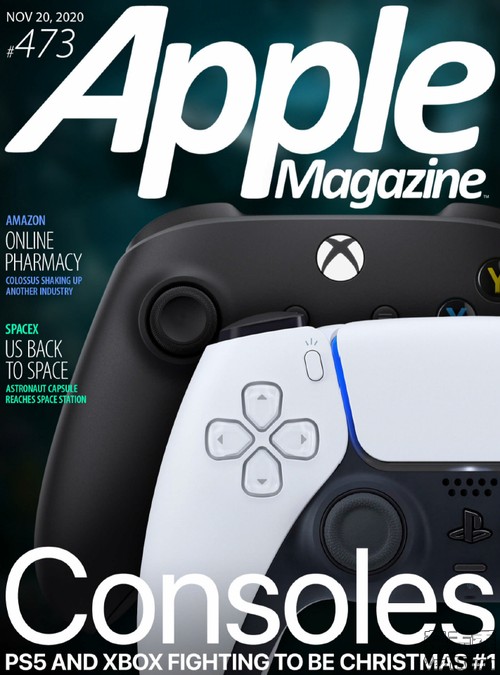 NOV 20, 2020
#473
Apple
Magazine™
AMAZON
ONLINE
PHARMACY
COLOSSUS SHAKING UP
ANOTHER INDUSTRY
SPACEX
US BACK
TO SPACE
ASTRONAUT CAPSULE
REACHES SPACE STATION
Y
X
Consoles
PS5 AND XBOX FIGHTING TO BE CHRISTMAS #1